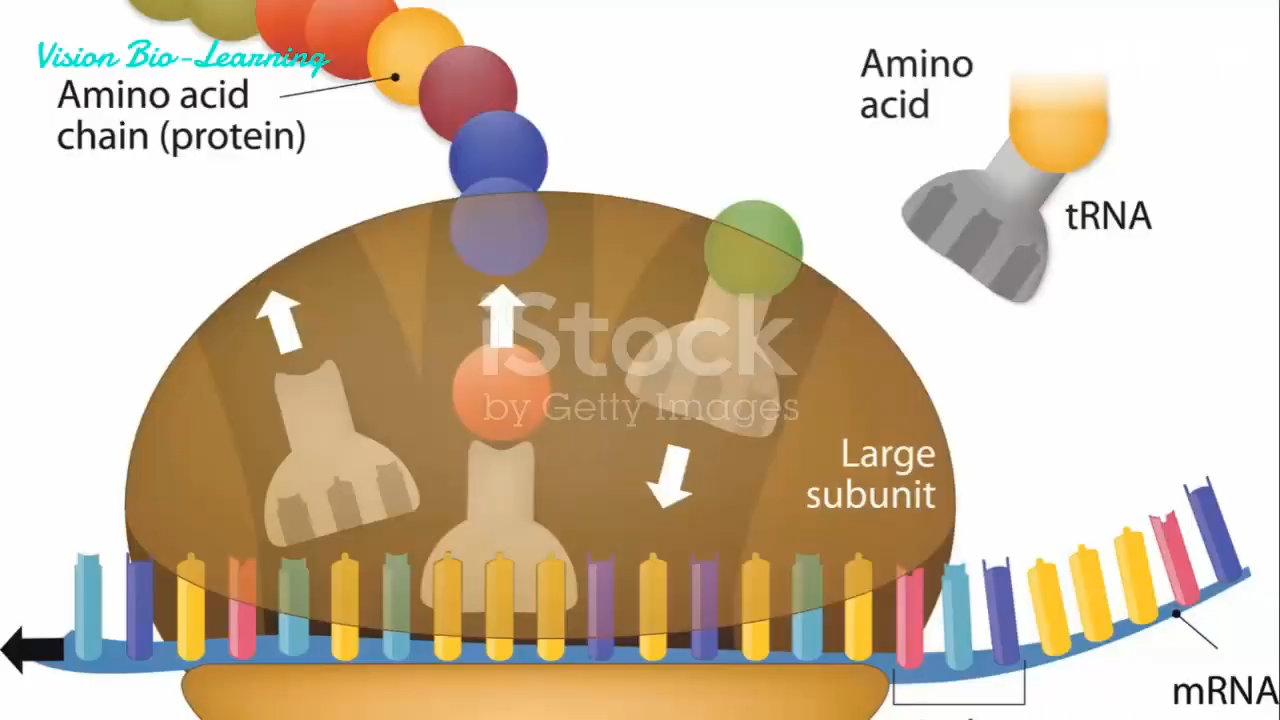 Vision Bio-Learning
Amino acid
chain (protein)
Amino
acid
tRNA
iStock
by Getty Images
Large
subunit
mRNA